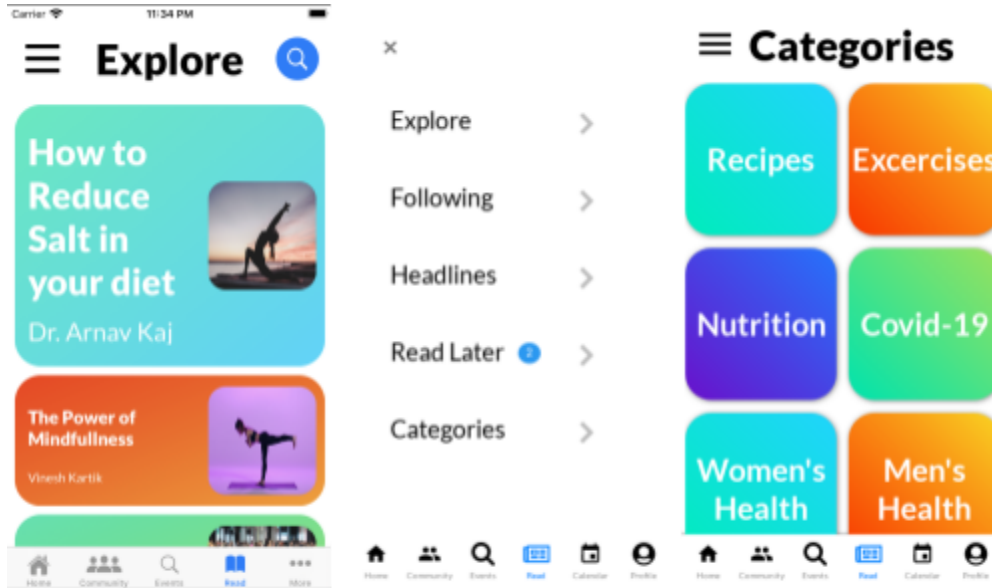 Carrier 11:34 PM
Explore
How to
Reduce
Salt in
your diet
Dr. Arnav Kaj
The Power of
Mindfullness
Vinesh Kartik
Home Community Events Read More
×
Explore
Following
Headlines
Read Later 2
Categories
Home Community Events Read Calendar Profile
Categories
Recipes Excercises
Nutrition Covid-19
Women's Men's
Health Health
Home Community Events Read Calendar Profile